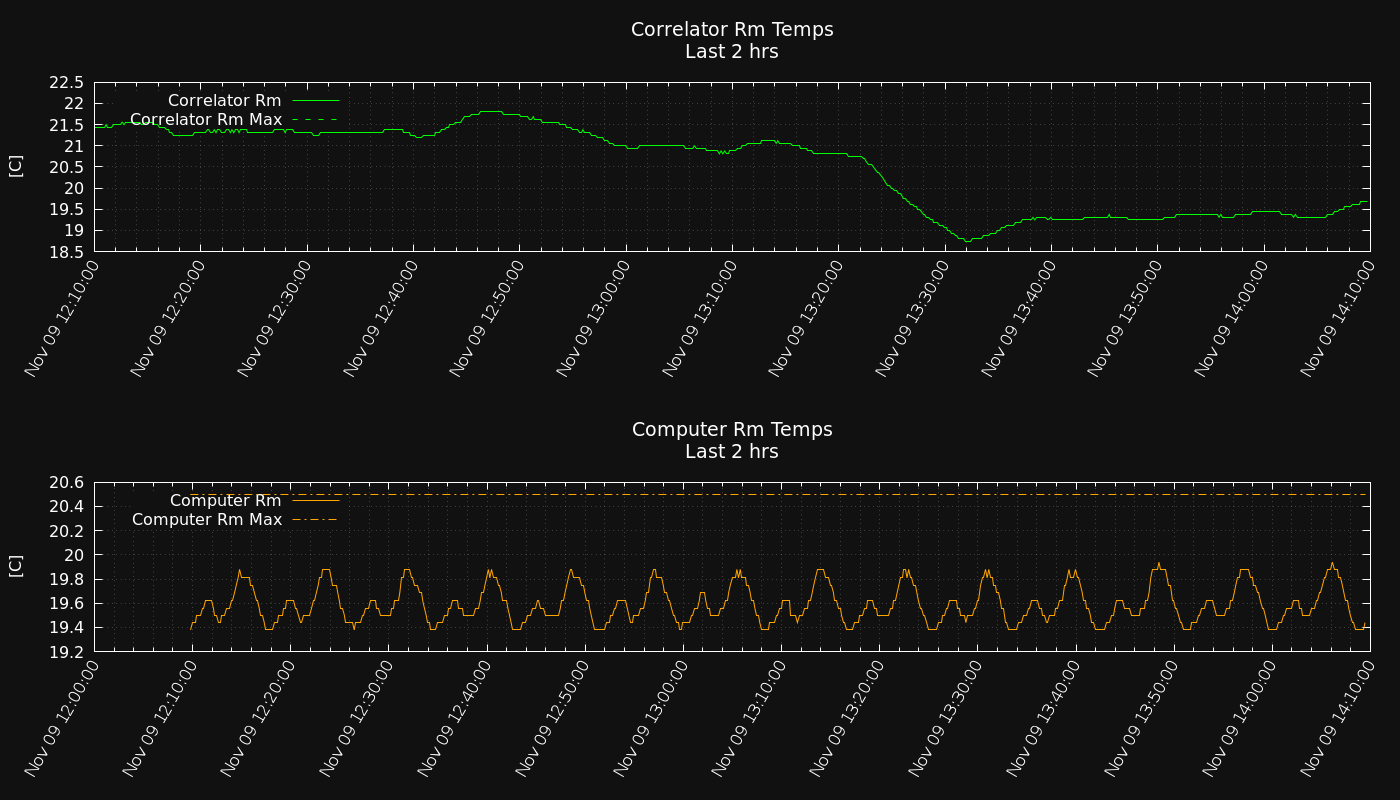 Correlator Rm Temps
Last 2 hrs
22.5
22
21.5
21
20.5
20
19.5
19
18.5
[C]
Correlator Rm
Correlator Rm Max
Nov 09 12:10:00
Nov 09 12:20:00
Nov 09 12:30:00
Nov 09 12:40:00
Nov 09 12:50:00
Nov 09 13:00:00
Nov 09 13:10:00
Nov 09 13:20:00
Nov 09 13:30:00
Nov 09 13:40:00
Nov 09 13:50:00
Nov 09 14:00:00
Nov 09 14:10:00
Computer Rm Temps
Last 2 hrs
20.6
20.4
20.2
20
19.8
19.6
19.4
19.2
[C]
Computer Rm
Computer Rm Max
Nov 09 12:00:00
Nov 09 12:10:00
Nov 09 12:20:00
Nov 09 12:30:00
Nov 09 12:40:00
Nov 09 12:50:00
Nov 09 13:00:00
Nov 09 13:10:00
Nov 09 13:20:00
Nov 09 13:30:00
Nov 09 13:40:00
Nov 09 13:50:00
Nov 09 14:00:00
Nov 09 14:10:00